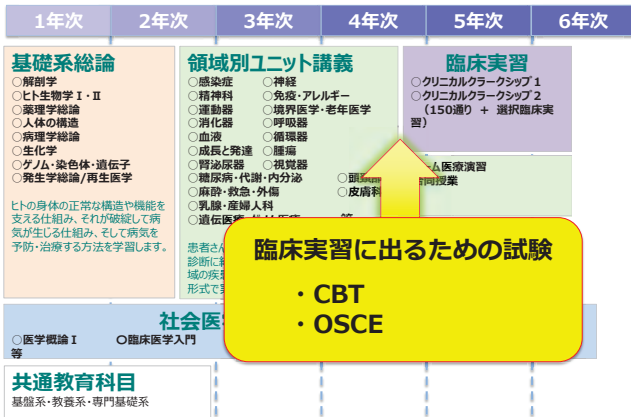 1年次 2年次 3年次 4年次 5年次 6年次
基礎系総論
○解剖学
○ヒト生物学Ⅰ・Ⅱ
○薬理学総論
○人体の構造
○病理学総論
○生化学
○ゲノム・染色体・遺伝子
○発生学総論/再生医学
ヒトの身体の正常な構造や機能を
支える仕組み、それが破綻して病
気が生じる仕組み、そして病気を
予防・治療する方法を学習します。
領域別ユニット講義
○感染症 ○神経
○精神科 ○免疫・アレルギー
○運動器 ○境界医学・老年医学
○消化器 ○呼吸器
○血液 ○循環器
○成長と発達 ○腫瘍
○腎泌尿器 ○視覚器
○糖尿病・代謝・内分泌 ○頭頸部
○麻酔・救急・外傷 ○皮膚科
○乳腺・産婦人科
○遺伝医療
等
患者さん
診断に
域の疾
形式で
臨床実習
○クリニカルクラークシップ1
○クリニカルクラークシップ2
（150通り + 選択臨床実
習）
ーム医療演習
合同授業
臨床実習に出るための試験
・CBT
・OSCE
社会医
○医学概論Ⅰ ○臨床医学入門
等
共通教育科目
基盤系・教養系・専門基礎系